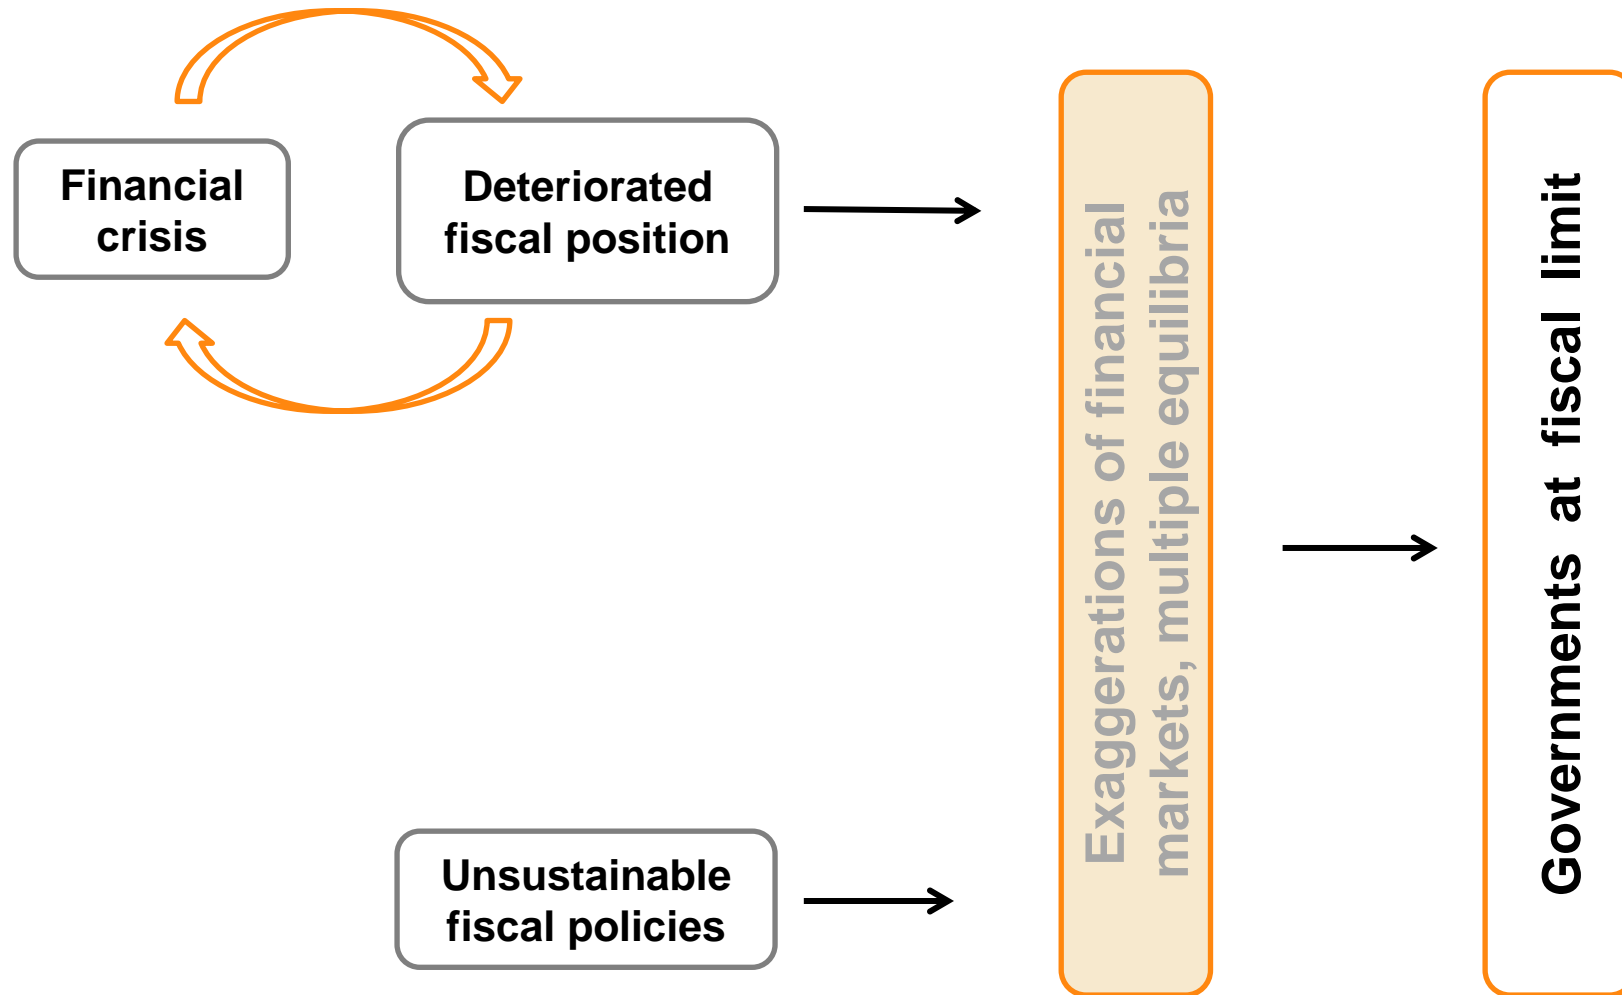 Financial
crisis
Deteriorated
fiscal position
Unsustainable
fiscal policies
Exaggerations of financial
markets, multiple equilibria
Governments at fiscal limit